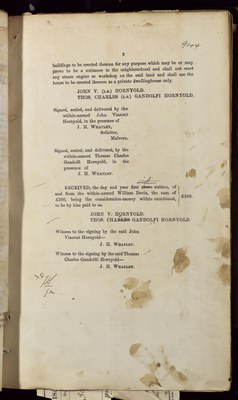 3
buildings to be erected thereon for any purpose which may be or may
prove to be a nuisance to the neighbourhood and shall not erect
any steam engine or workshop on the said land and shall use the
house to be erected thereon as a private dwellinghouse only.
JOHN V. (L.S.) HORNYOLD.
THOS. CHARLES (L.S.) GANDOLFI HORNYOLD.
Signed, sealed, and delivered by the
within-named John Vincent
Hornyold, in the presence of
J. H. WHATLEY,
Solicitor,
Malvern.
Signed, sealed, and delivered, by the
within-named Thomas Charles
Gandolfi Hornyold, in the
presence of
J. H. WHATLEY.
RECEIVED, the day and year first above written, of
and from the within-named William Davis, the sum of
£100, being the consideration-money within mentioned,
to be by him paid to us.
£100.
JOHN V. HORNYOLD.
THOS. CHARLES GANDOLFI HORNYOLD.
Witness to the signing by the said John
Vincent Hornyold—
J. H. WHATLEY.
Witness to the signing by the said Thomas
Charles Gandolfi Hornyold—
J. H. WHATLEY.